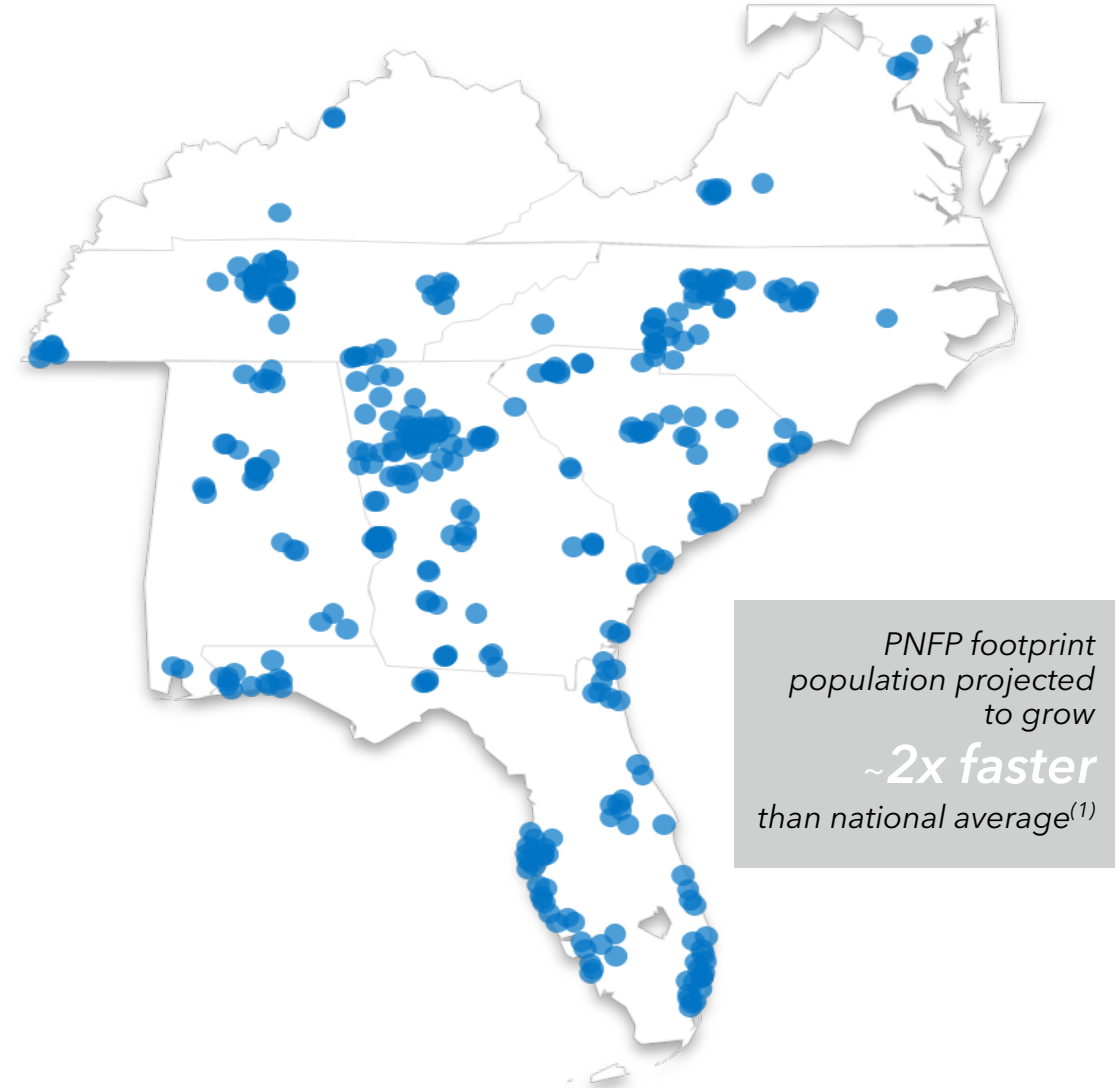 PNFP footprint
population projected
to grow
~2x faster
than national average(1)